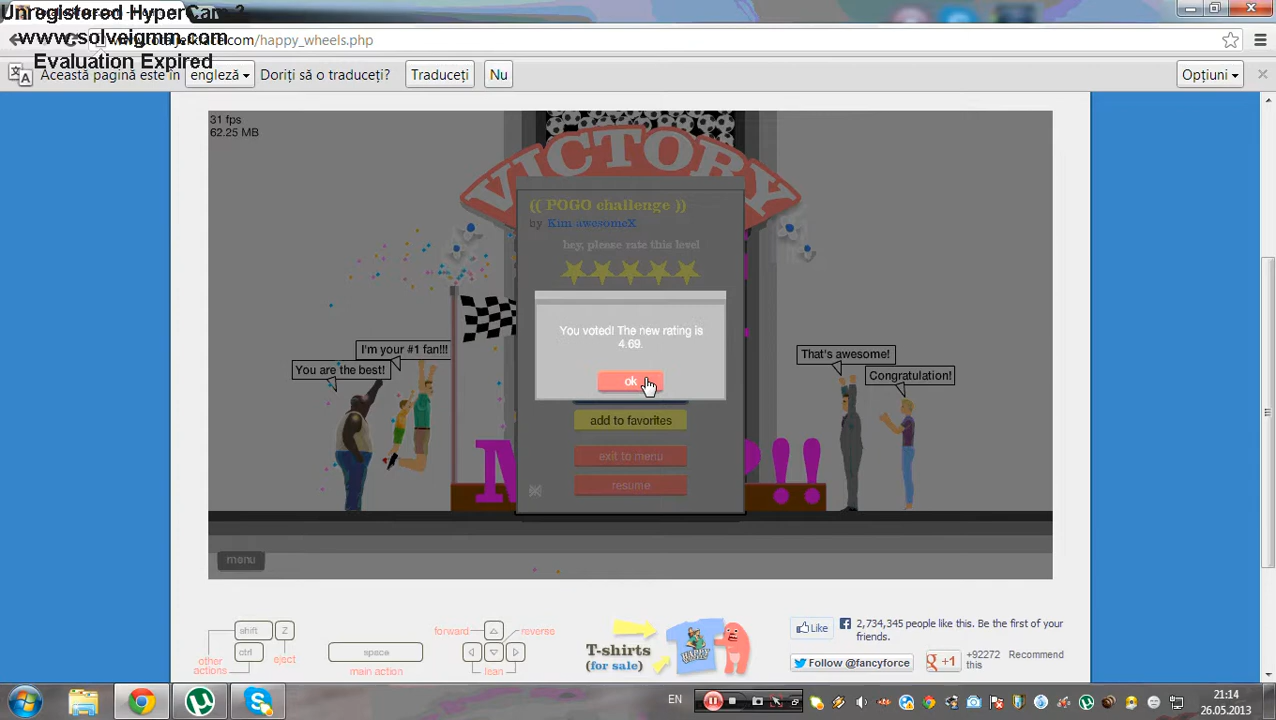 Unregistered HyperCam 2
www.solveigmm.com
Evaluation Expired
/happy_wheels.php
Această pagină este în engleză Doriți să o traduceți? Traduceți Nu Opțiuni
31 fps
62.25 MB
VICTORY
(( POGO challenge ))
by Kim-awesomeX
hey, please rate this level
You voted! The new rating is
4.69.
ok
I'm your #1 fan!!!
You are the best!
That's awesome!
Congratulation!
add to favorites
exit to menu
resume
menu
shift Z
ctrl
other
actions
eject
space
main action
forward
reverse
lean
T-shirts
(for sale)
Like 2,734,345 people like this. Be the first of your
friends.
Follow @fancyforce
g +1 +92272 Recommend
this
EN
21:14
26.05.2013